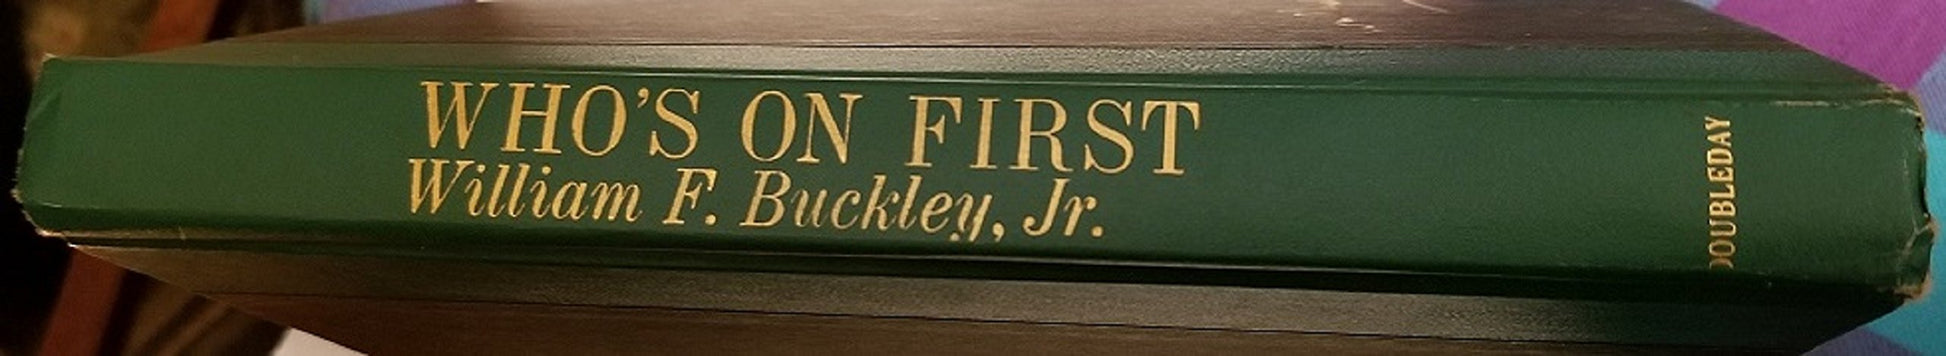 WHO'S ON FIRST
William F. Buckley, Jr.
DOUBLEDAY